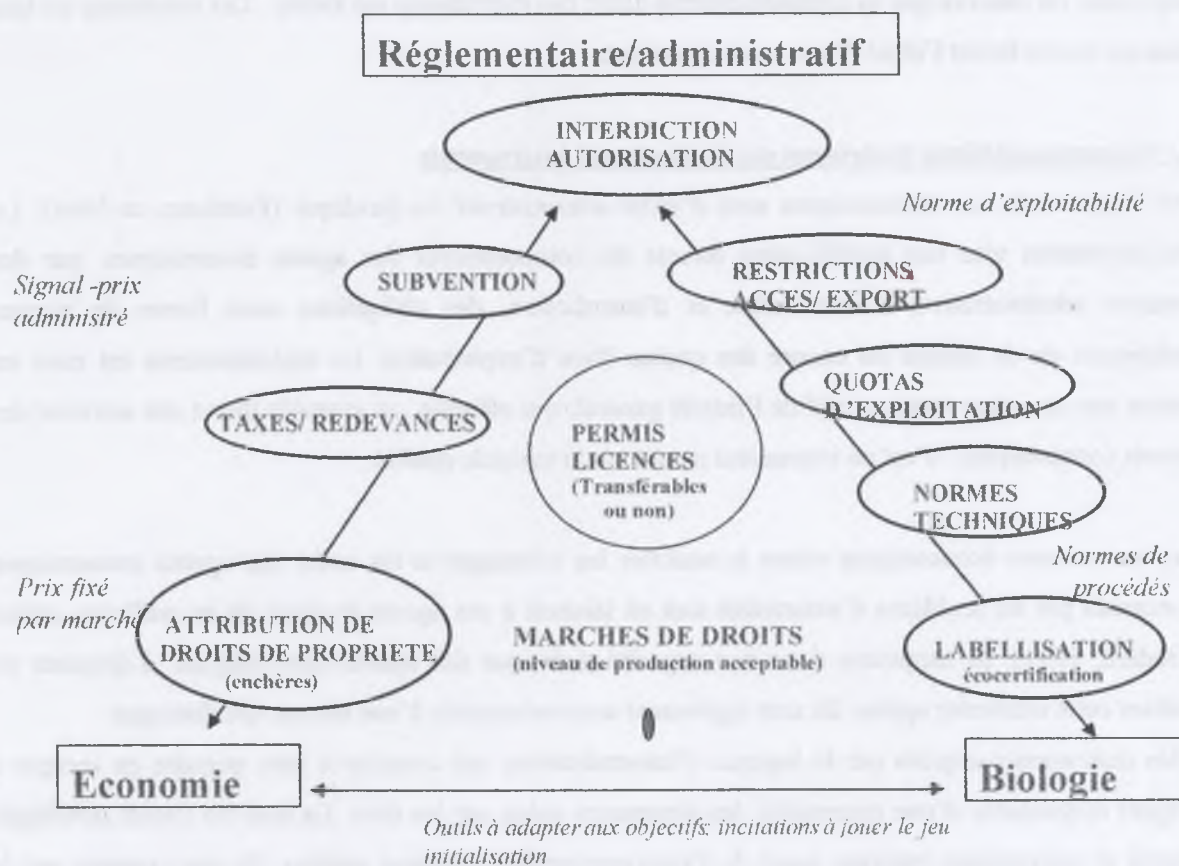 Réglementaire/administratif
INTERDICTION
AUTORISATION
Norme d'exploitabilité
Signal -prix
administré
SUBVENTION
RESTRICTIONS
ACCES/ EXPORT
TAXES/ REDEVANCES
QUOTAS
D'EXPLOITATION
PERMIS
LICENCES
(Transférables
ou non)
NORMES
TECHNIQUES
Normes de
procédés
Prix fixé
par marché
ATTRIBUTION DE
DROITS DE PROPRIETE
(enchères)
MARCHES DE DROITS
(niveau de production acceptable)
LABELLISATION
écocertification
Economie
Biologie
Outils à adapter aux objectifs: incitations à jouer le jeu
initialisation